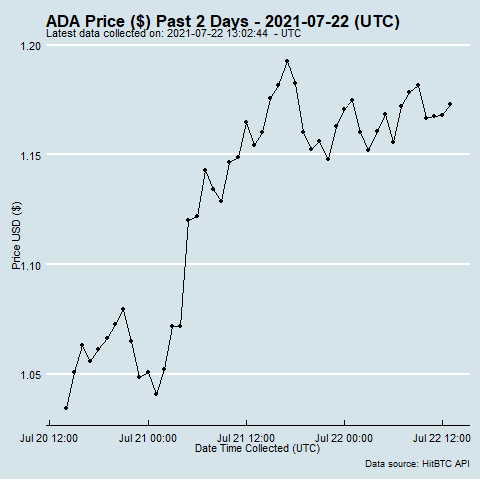 ADA Price ($) Past 2 Days - 2021-07-22 (UTC)
Latest data collected on: 2021-07-22 13:02:44 - UTC
1.20
1.15
1.10
1.05
Price USD ($)
Jul 20 12:00 Jul 21 00:00 Jul 21 12:00 Jul 22 00:00 Jul 22 12:00
Date Time Collected (UTC)
Data source: HitBTC API